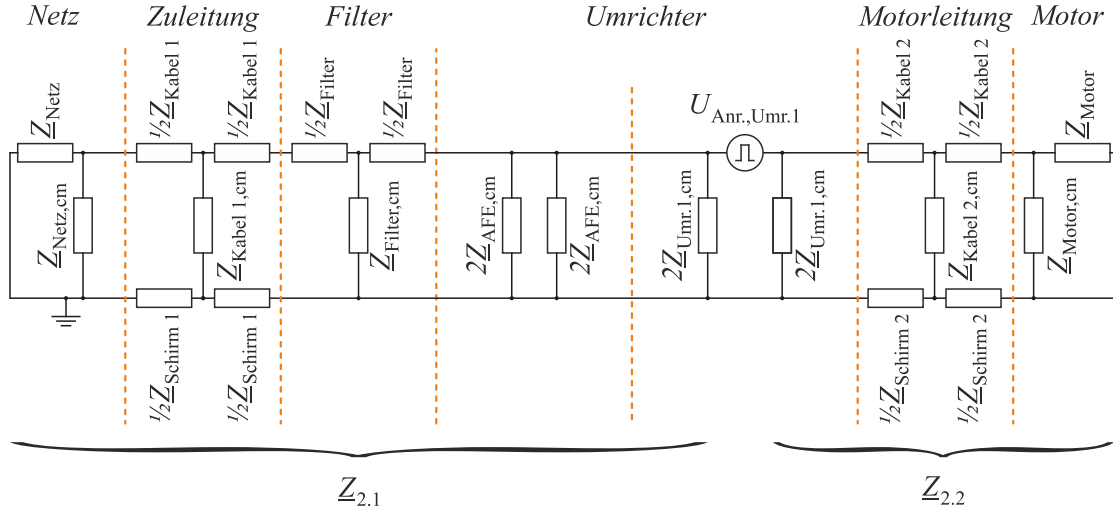 Netz Zuleitung Filter Umrichter Motorleitung Motor
Z_Netz
½Z_Kabel 1
½Z_Kabel 1
½Z_Filter
½Z_Filter
U_Anr.,Umr.1
½Z_Kabel 2
½Z_Kabel 2
Z_Motor
Z_Netz,cm
Z_Kabel 1,cm
Z_Filter,cm
2Z_AFE,cm
2Z_AFE,cm
2Z_Umr.1,cm
2Z_Umr.1,cm
Z_Kabel 2,cm
Z_Motor,cm
½Z_Schirm 1
½Z_Schirm 1
½Z_Schirm 2
½Z_Schirm 2
Z_2.1
Z_2.2